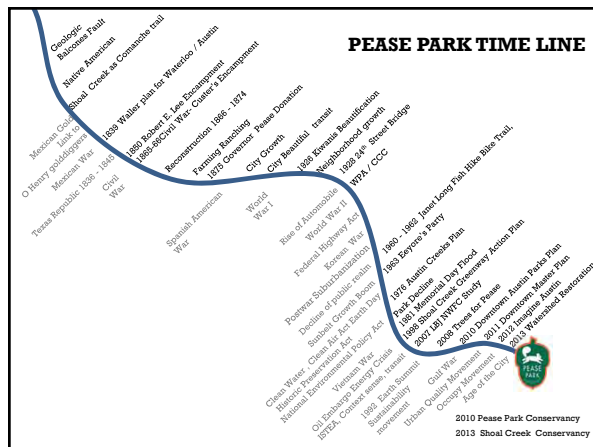 PEASE PARK TIME LINE
Geologic
Balcones Fault
Native American
Shoal Creek as Comanche trail
1839 Waller plan for Waterloo / Austin
1860 Robert E. Lee Encampment
1865-66Civil War- Custer's Encampment
Reconstruction 1866 - 1874
Farming Ranching
1875 Governor Pease Donation
City Growth
City Beautiful transit
1926 Kiwanis Beautification
Neighborhood growth
1928 24th Street Bridge
WPA / CCC
1960 - 1962 Janet Long Fish Hike Bike Trail,
1963 Eeyore's Party
1976 Austin Creeks Plan
Park Decline
1981 Memorial Day Flood
1998 Shoal Creek Greenway Action Plan
2007 LBJ NWFC Study
2008 Trees for Pease
2010 Downtown Austin Parks Plan
2011 Downtown Master Plan
2012 Imagine Austin
2013 Watershed Restoration
Mexican Gold
Link to
O Henry golddiggers
Mexican War
Texas Republic 1836 - 1845
Civil
War
Spanish American
War
World
War I
Rise of Automobile
World War II
Federal Highway Act
Korean War
Postwar Suburbanization
Decline of public realm
Sunbelt Growth Boom
Clean Water , Clean Air Act Earth Day
Historic Preservation Act
National Environmental Policy Act
Vietnam War
Oil Embargo Energy Crisis
ISTEA, Context sense, transit
1992 Earth Summit
Sustainability
movement
Gulf War
Urban Quality Movement
Occupy Movement
Age of the City
PEASE
PARK
2010 Pease Park Conservancy
2013 Shoal Creek Conservancy